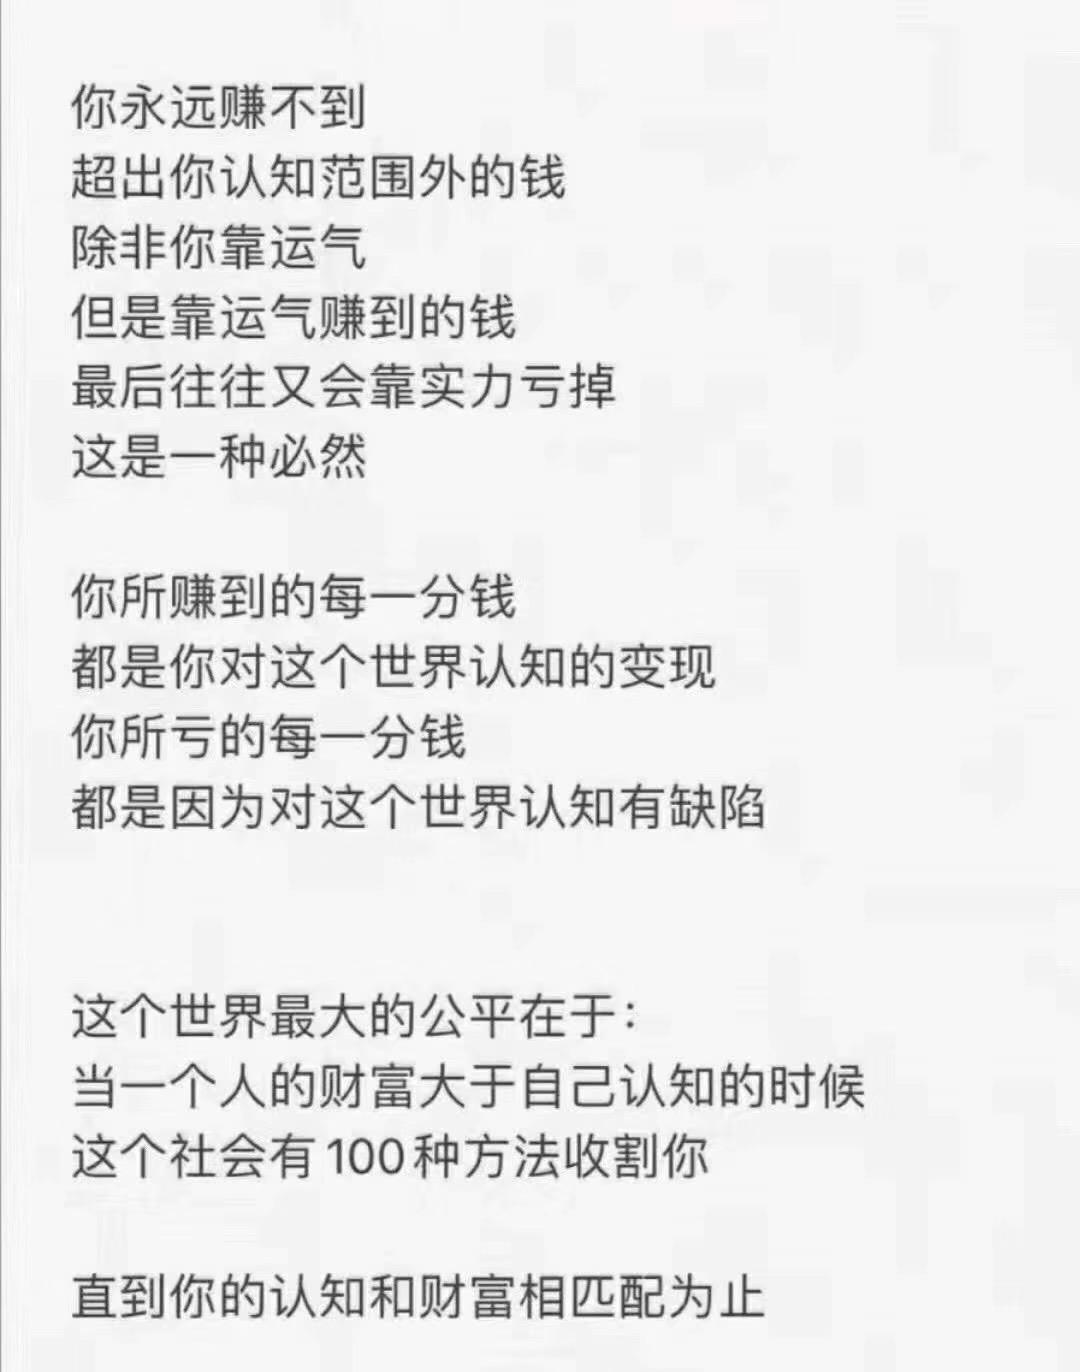 你永远赚不到
超出你认知范围外的钱
除非你靠运气
但是靠运气赚到的钱
最后往往又会靠实力亏掉
这是一种必然
你所赚到的每一分钱
都是你对这个世界认知的变现
你所亏的每一分钱
都是因为对这个世界认知有缺陷
这个世界最大的公平在于：
当一个人的财富大于自己认知的时候
这个社会有100种方法收割你
直到你的认知和财富相匹配为止